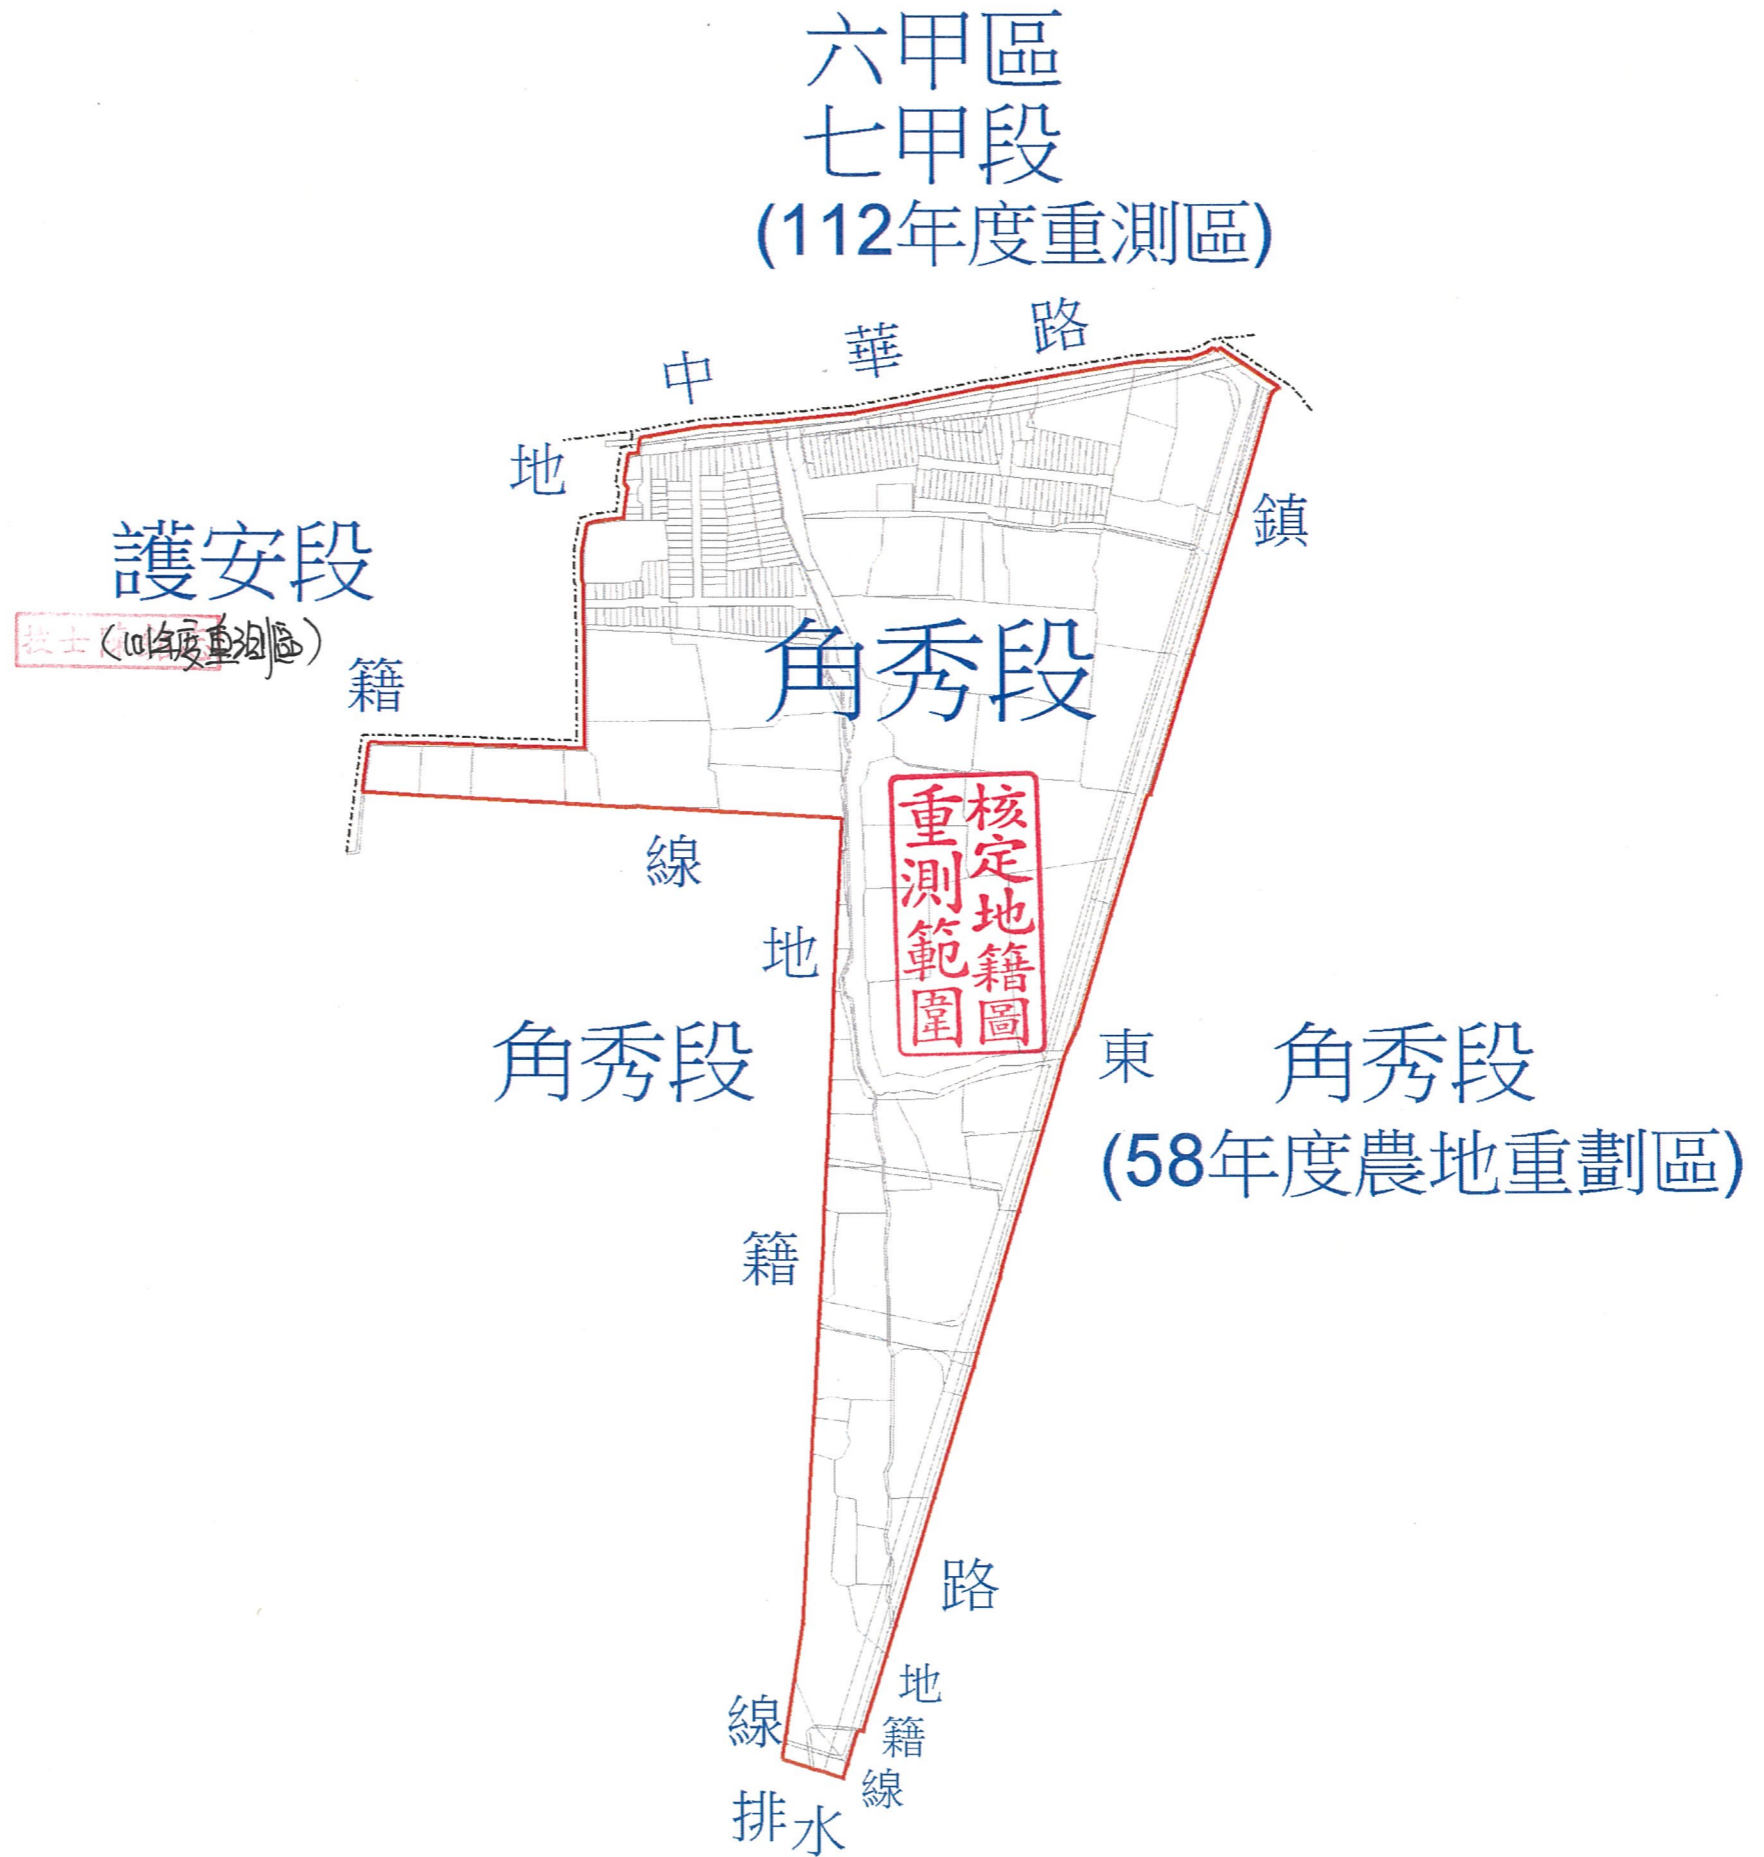 六甲區
七甲段
(112年度重測區)
中華路
地籍線
護安段
(101年度重測區)
技士
角秀段
鎮東路
核定地籍圖
重測範圍
地籍線
角秀段
角秀段
(58年度農地重劃區)
地籍線
排水